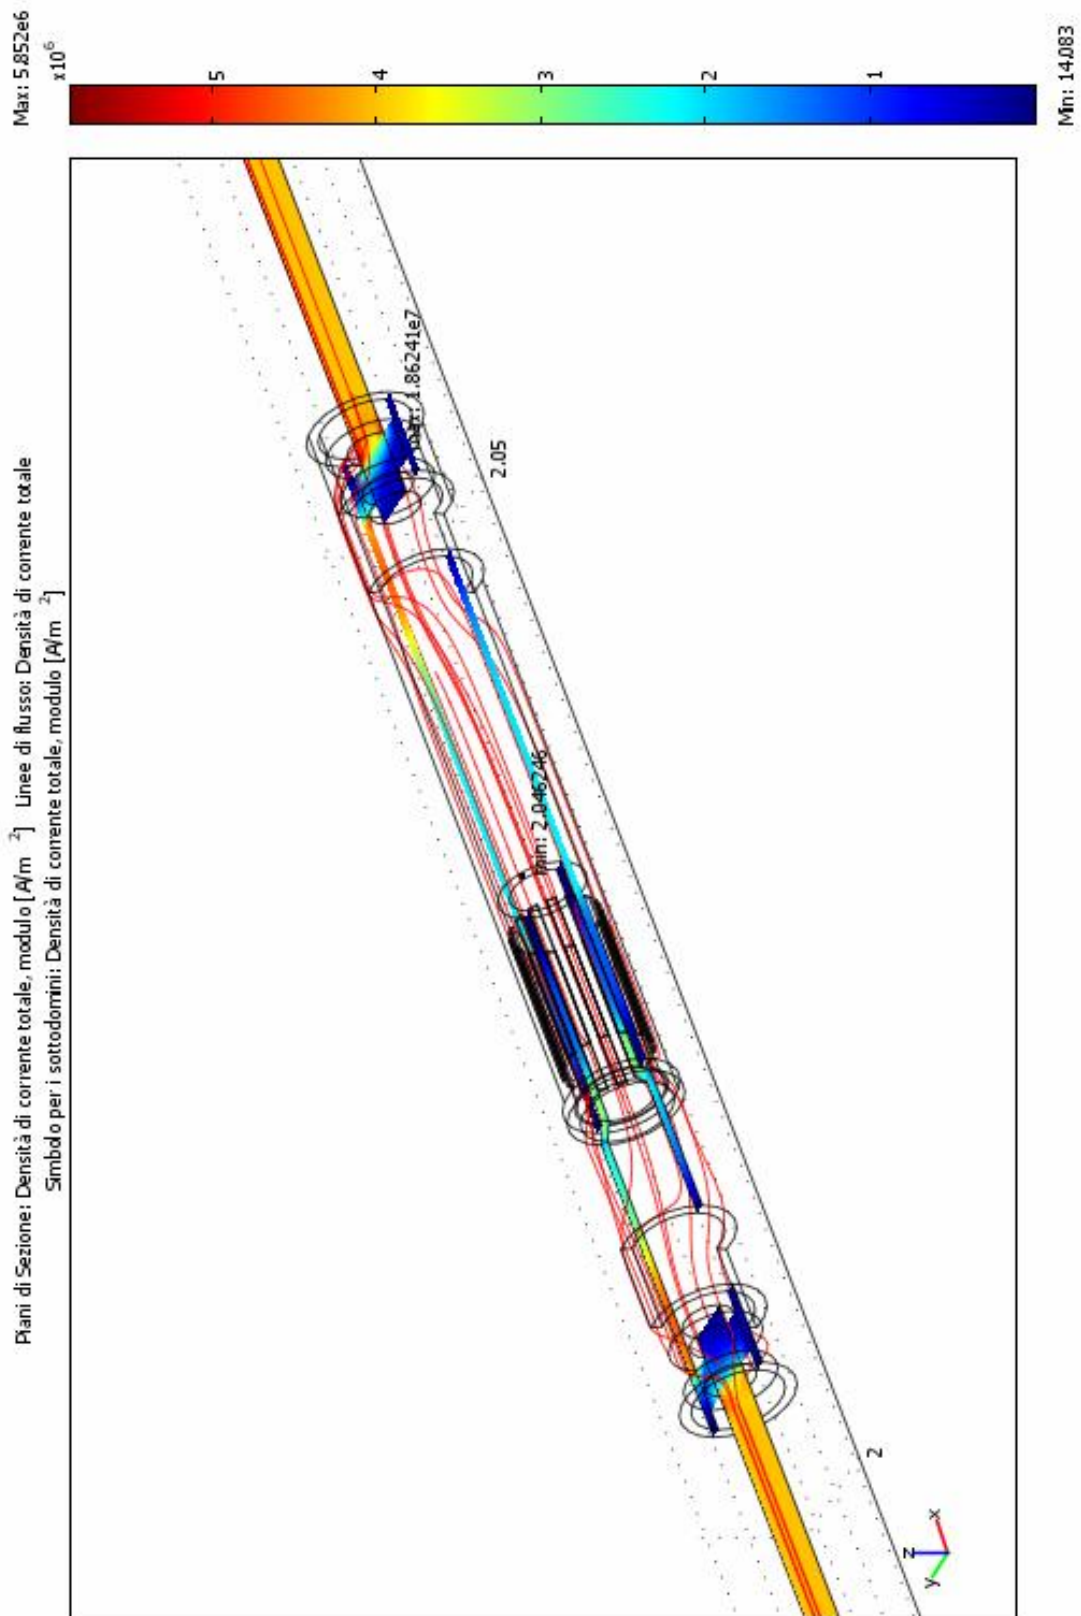 Piani di Sezione: Densità di corrente totale, modulo [A/m 2] Linee di flusso: Densità di corrente totale
Simbolo per i sottodomini: Densità di corrente totale, modulo [A/m 2]
Max: 5.852e6
x10 6
5
4
3
2
1
Min: 14.083
max: 1.86241e7
2.05
min: 2.046246
2
z
y
x